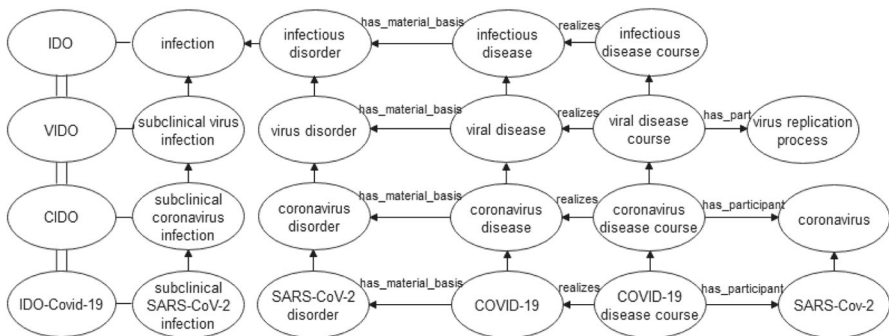 IDO
infection
infectious
disorder
has_material_basis
infectious
disease
realizes
infectious
disease course
VIDO
subclinical virus
infection
virus disorder
has_material_basis
viral disease
realizes
viral disease
course
has_part
virus replication
process
CIDO
subclinical
coronavirus
infection
coronavirus
disorder
has_material_basis
coronavirus
disease
realizes
coronavirus
disease course
has_participant
coronavirus
IDO-Covid-19
subclinical
SARS-CoV-2
infection
SARS-CoV-2
disorder
has_material_basis
COVID-19
realizes
COVID-19
disease course
has_participant
SARS-Cov-2